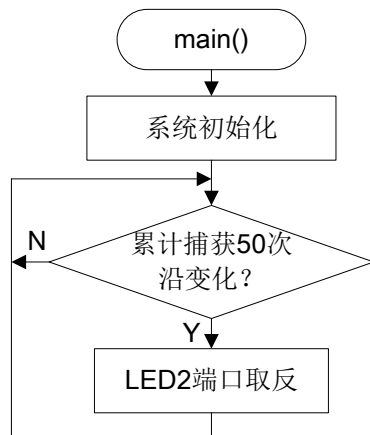 main()
系统初始化
累计捕获50次
沿变化?
N
Y
LED2端口取反